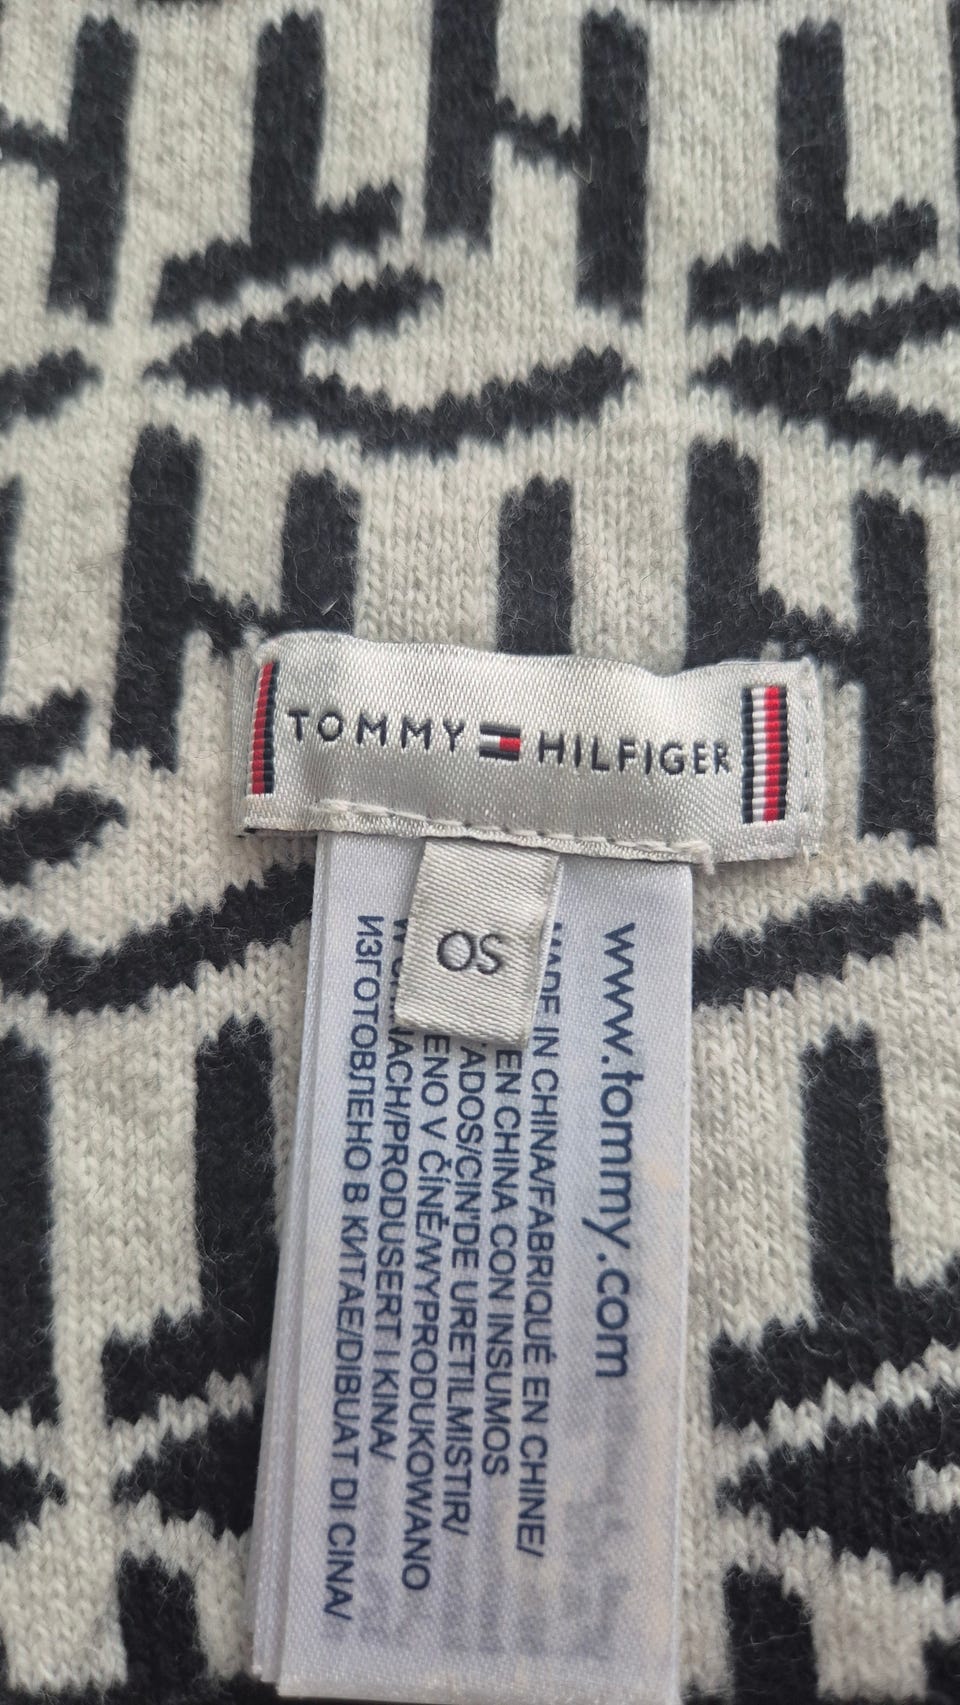 TOMMY HILFIGER
OS
www.tommy.com
MADE IN CHINA/FABRIQUÉ EN CHINE/
EN CHINA CON INSUMOS
ADOS/CIN'DE URETILMISTIR/
ENO V ČÍNĚ/WYPRODUKOWANO
NACH/PRODUSERT I KINA/
ИЗГОТОВЛЕНО В КИТАЕ/DIBUAT DI CINA/